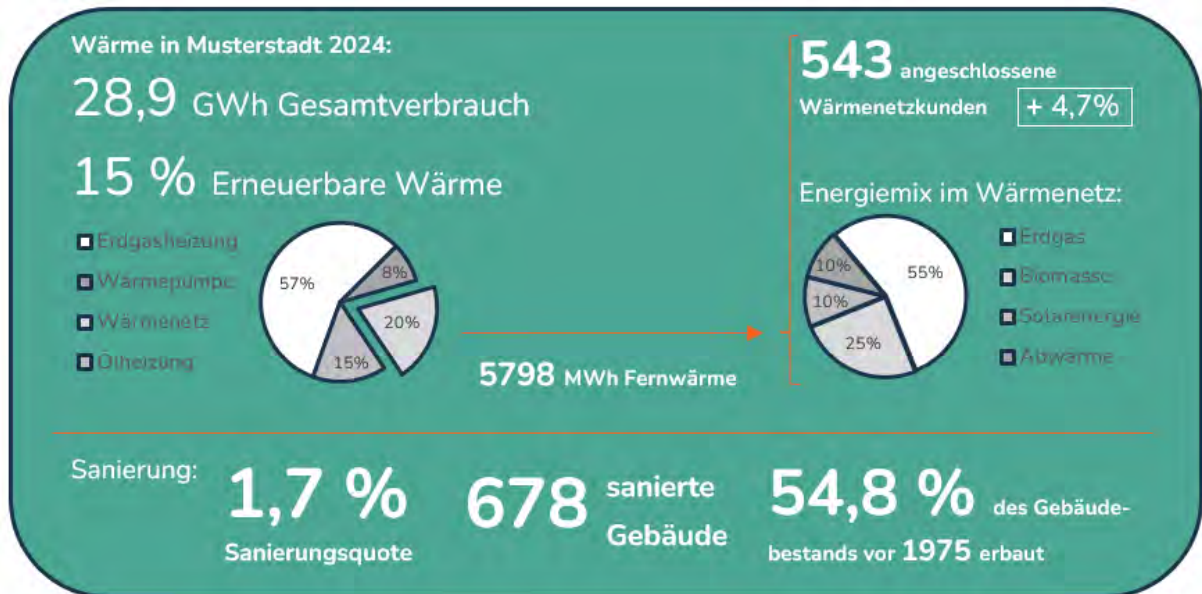 Wärme in Musterstadt 2024:
28,9 GWh Gesamtverbrauch
15 % Erneuerbare Wärme
Erdgasheizung
Wärmepumpe
Wärmenetz
Ölheizung
57%
8%
20%
15%
5798 MWh Fernwärme
543 angeschlossene
Wärmenetzkunden + 4,7%
Energiemix im Wärmenetz:
10%
55%
10%
25%
Erdgas
Biomasse
Solarenergie
Abwärme
Sanierung:
1,7 %
Sanierungsquote
678 sanierte
Gebäude
54,8 % des Gebäude-
bestands vor 1975 erbaut